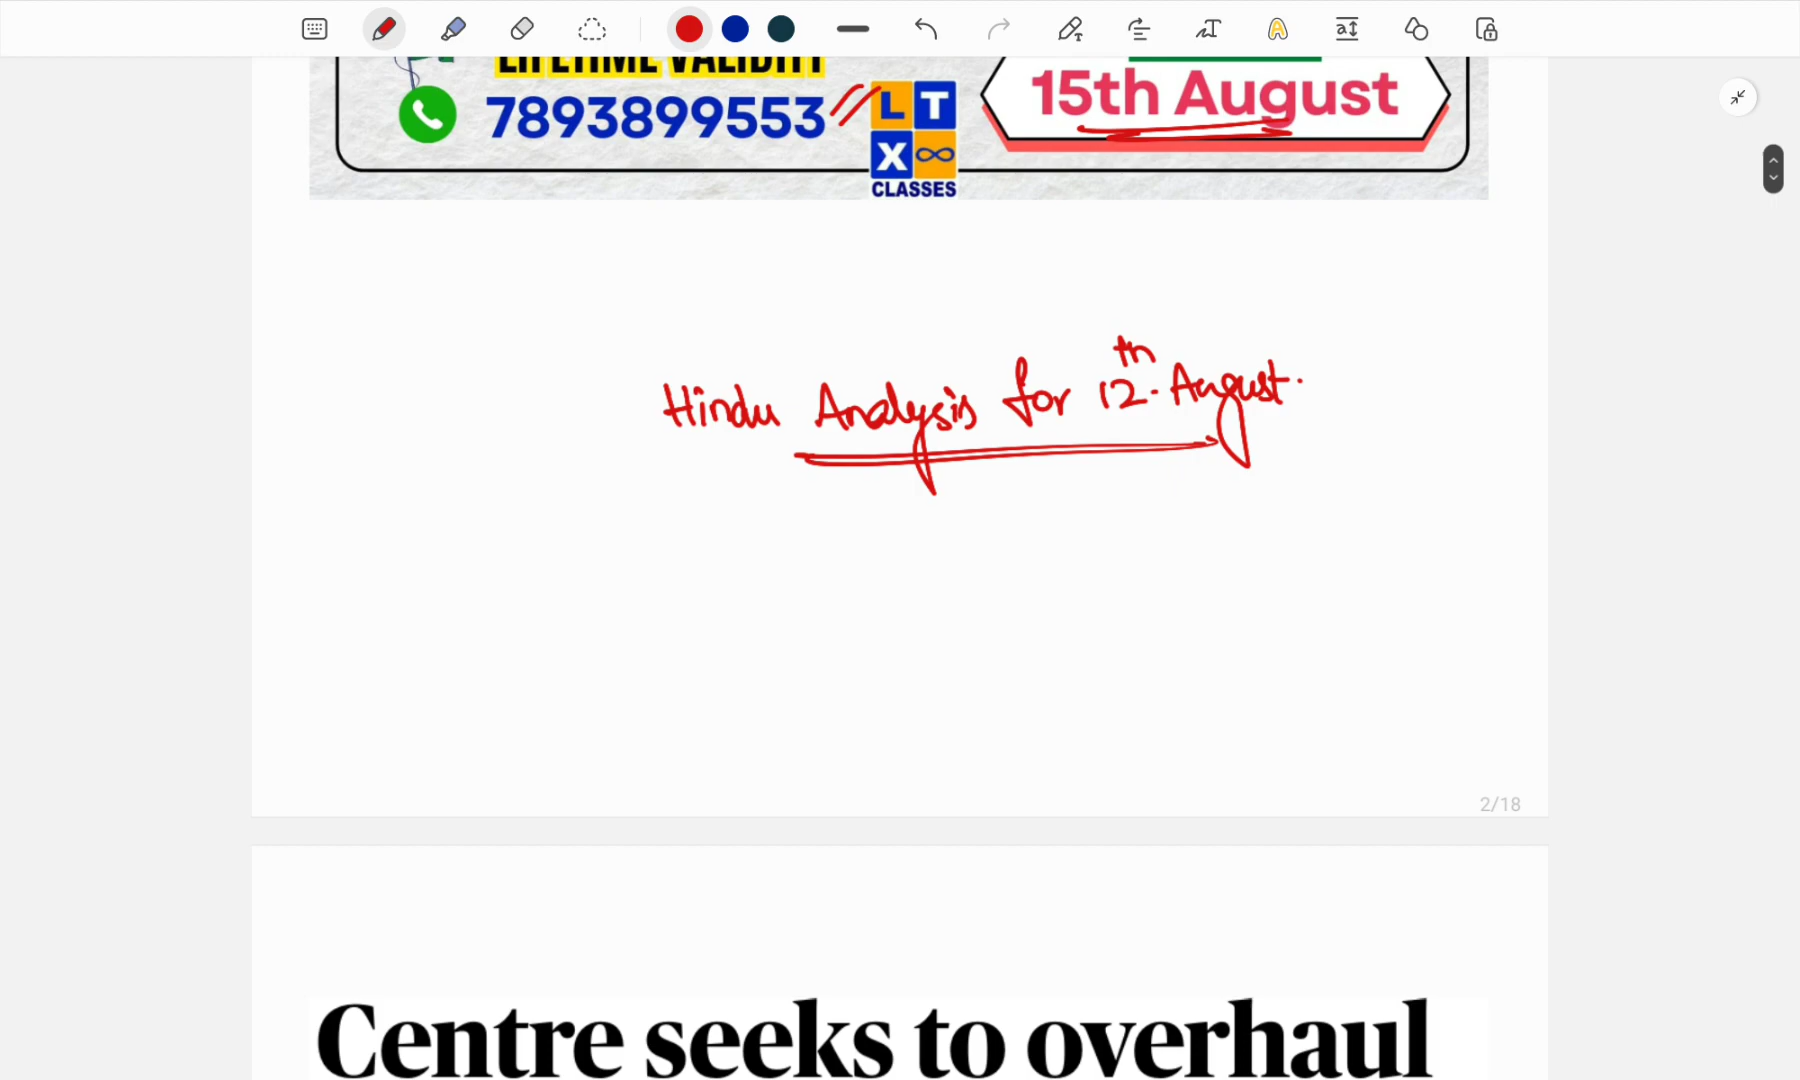 LIFETIME VALIDITY
7893899553
L T
X ∞
CLASSES
15th August
Hindu Analysis for 12th August.
2/18
Centre seeks to overhaul